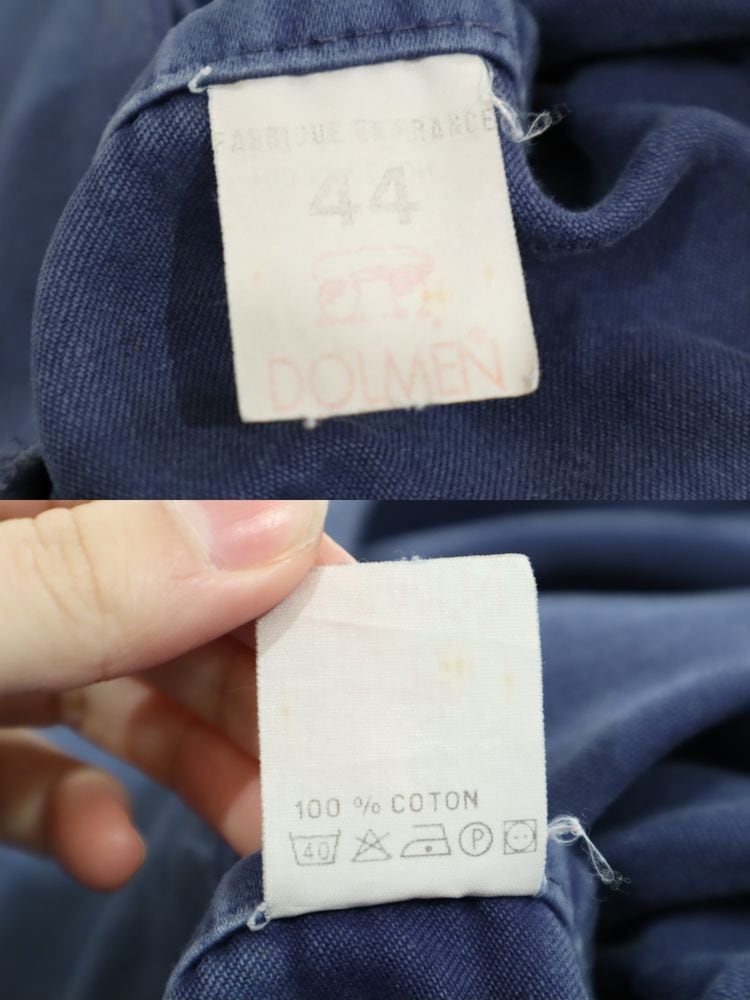 FABRIQUE EN FRANCE
44
DOLMEN®
100 % COTON
40
P